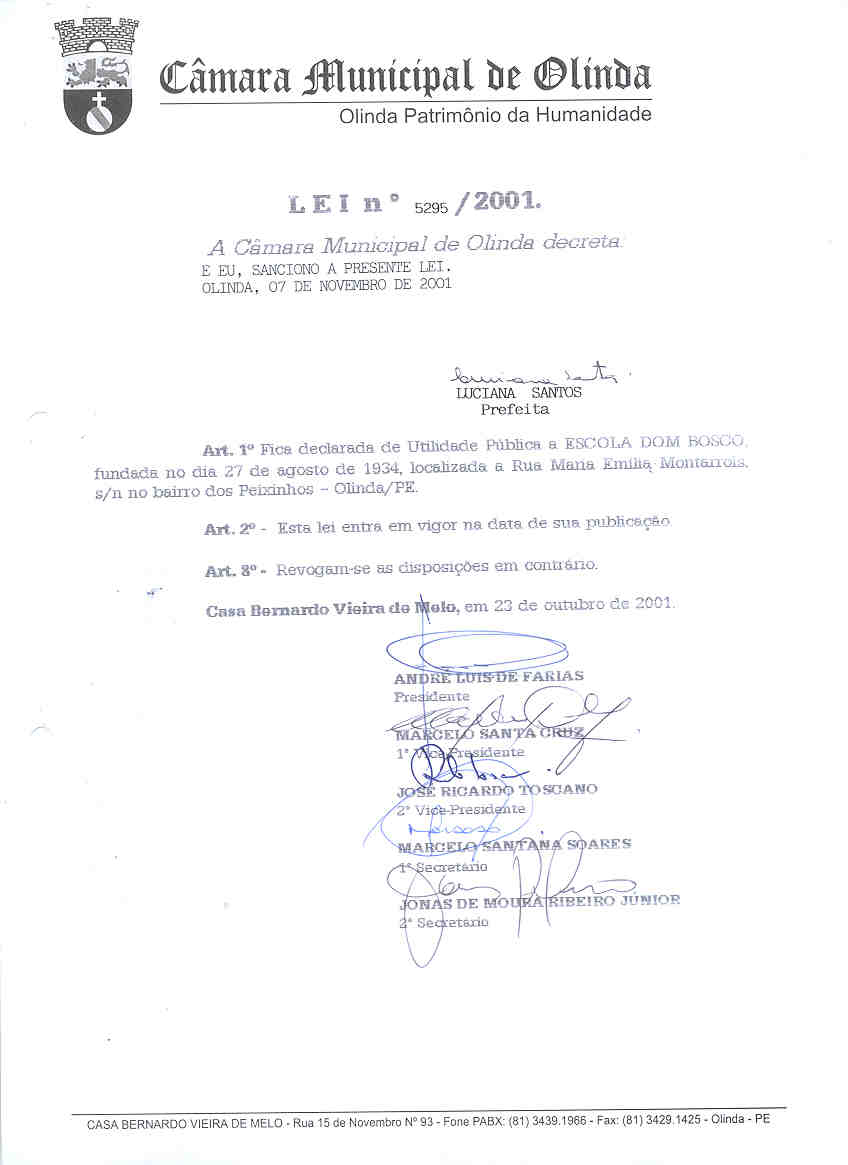 Câmara Municipal de Olinda
Olinda Patrimônio da Humanidade
LEI nº 5295 /2001.
A Câmara Municipal de Olinda decreta:
E EU, SANCIONO A PRESENTE LEI.
OLINDA, 07 DE NOVEMBRO DE 2001
Luciana Santos
LUCIANA SANTOS
Prefeita
Art. 1º Fica declarada de Utilidade Pública a ESCOLA DOM BOSCO,
fundada no dia 27 de agosto de 1934, localizada a Rua Maria Emília Montarrois,
s/n no bairro dos Peixinhos – Olinda/PE.
Art. 2º - Esta lei entra em vigor na data de sua publicação.
Art. 3º - Revogam-se as disposições em contrário.
Casa Bernardo Vieira de Melo, em 23 de outubro de 2001.
ANDRÉ LUIS DE FARIAS
Presidente
MARCELO SANTA CRUZ
1º Vice-Presidente
JOSÉ RICARDO TOSCANO
2º Vice-Presidente
MARCELO SANTANA SOARES
1º Secretário
JONAS DE MOURA RIBEIRO JÚNIOR
2º Secretário
CASA BERNARDO VIEIRA DE MELO - Rua 15 de Novembro Nº 93 - Fone PABX: (81) 3439.1966 - Fax: (81) 3429.1425 - Olinda - PE